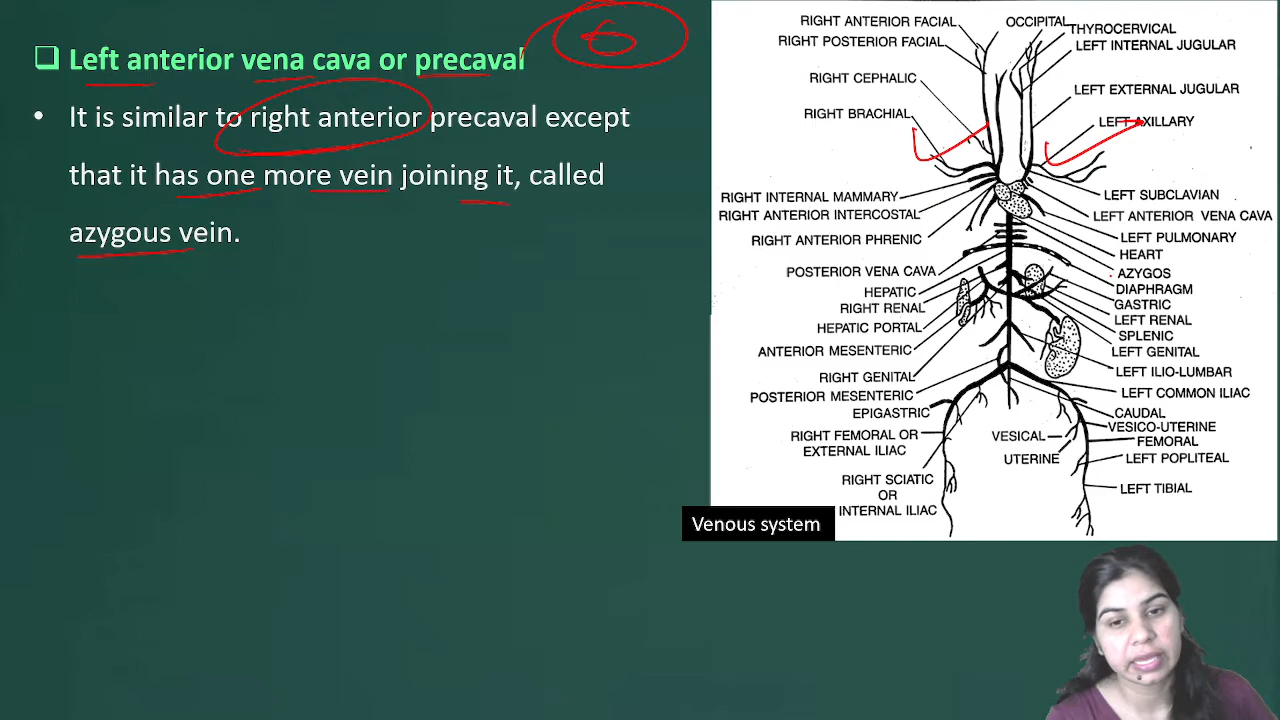 Left anterior vena cava or precaval
6
It is similar to right anterior precaval except
that it has one more vein joining it, called
azygous vein.
RIGHT ANTERIOR FACIAL
RIGHT POSTERIOR FACIAL
RIGHT CEPHALIC
RIGHT BRACHIAL
RIGHT INTERNAL MAMMARY
RIGHT ANTERIOR INTERCOSTAL
RIGHT ANTERIOR PHRENIC
POSTERIOR VENA CAVA
HEPATIC
RIGHT RENAL
HEPATIC PORTAL
ANTERIOR MESENTERIC
RIGHT GENITAL
POSTERIOR MESENTERIC
EPIGASTRIC
RIGHT FEMORAL OR
EXTERNAL ILIAC
RIGHT SCIATIC
OR
INTERNAL ILIAC
OCCIPITAL
THYROCERVICAL
LEFT INTERNAL JUGULAR
LEFT EXTERNAL JUGULAR
LEFT AXILLARY
LEFT SUBCLAVIAN
LEFT ANTERIOR VENA CAVA
LEFT PULMONARY
HEART
AZYGOS
DIAPHRAGM
GASTRIC
LEFT RENAL
SPLENIC
LEFT GENITAL
LEFT ILIO-LUMBAR
LEFT COMMON ILIAC
CAUDAL
VESICO-UTERINE
FEMORAL
LEFT POPLITEAL
LEFT TIBIAL
VESICAL
UTERINE
Venous system